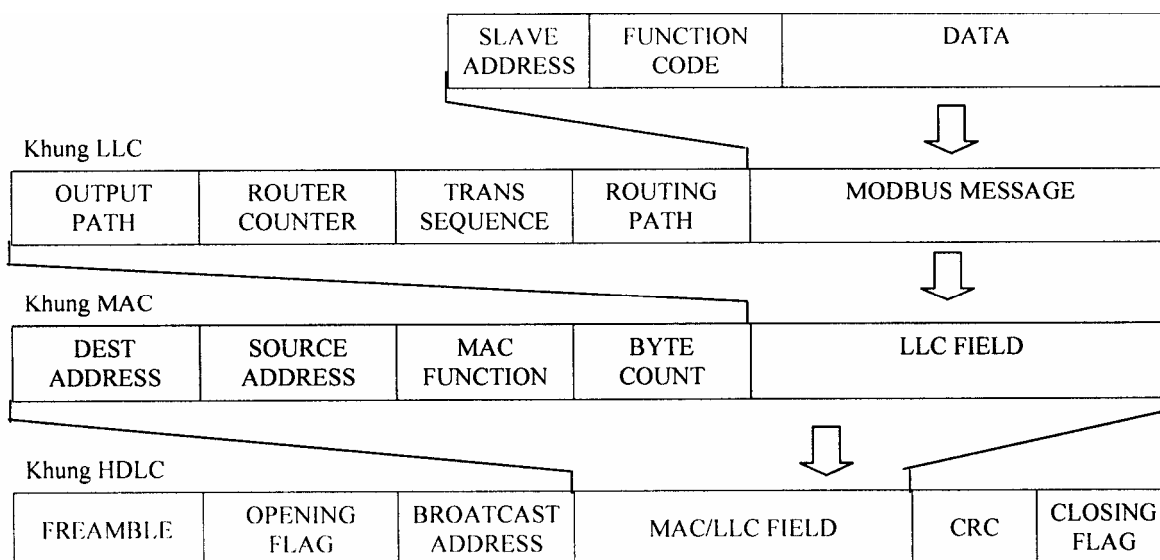 SLAVE ADDRESS FUNCTION CODE DATA
Khung LLC
OUTPUT PATH ROUTER COUNTER TRANS SEQUENCE ROUTING PATH MODBUS MESSAGE
Khung MAC
DEST ADDRESS SOURCE ADDRESS MAC FUNCTION BYTE COUNT LLC FIELD
Khung HDLC
FREAMBLE OPENING FLAG BROATCAST ADDRESS MAC/LLC FIELD CRC CLOSING FLAG